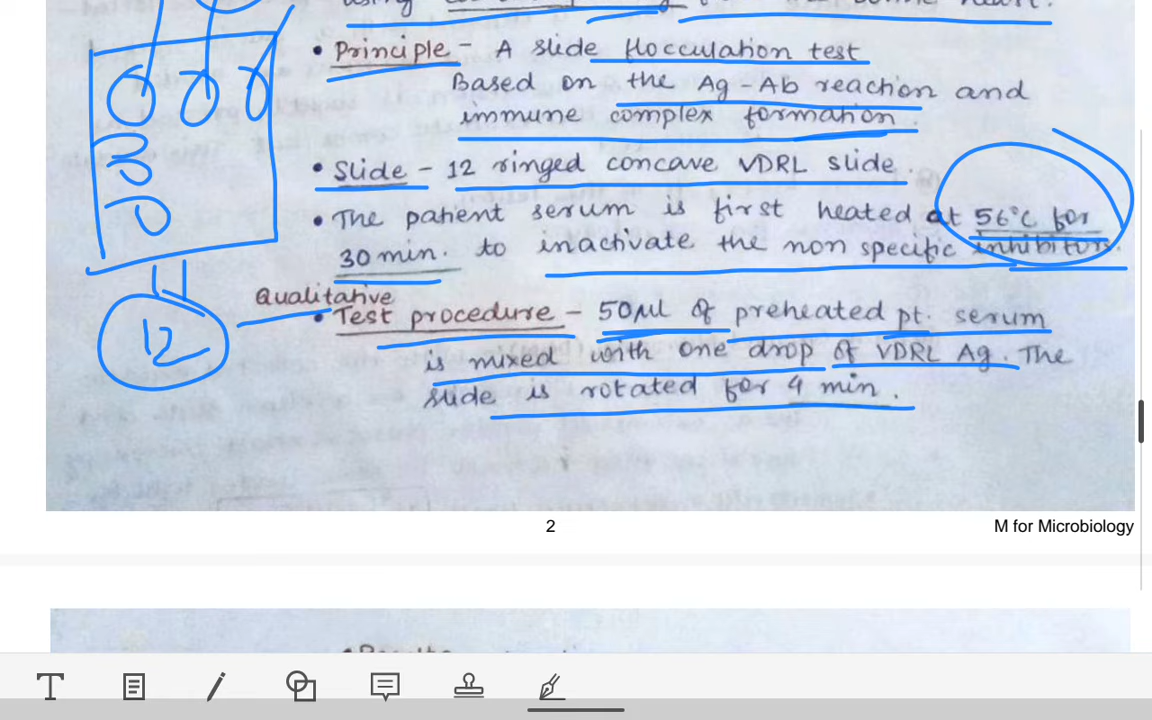 using
• Principle - A slide flocculation test
Based on the Ag-Ab reaction and
immune complex formation.
• Slide - 12 ringed concave VDRL slide.
• The patient serum is first heated at 56°C for
30 min. to inactivate the non specific inhibitors.
Qualitative
• Test procedure - 50μl of preheated pt. serum
is mixed with one drop of VDRL Ag. The
slide is rotated for 4 min.
12
2
M for Microbiology
T